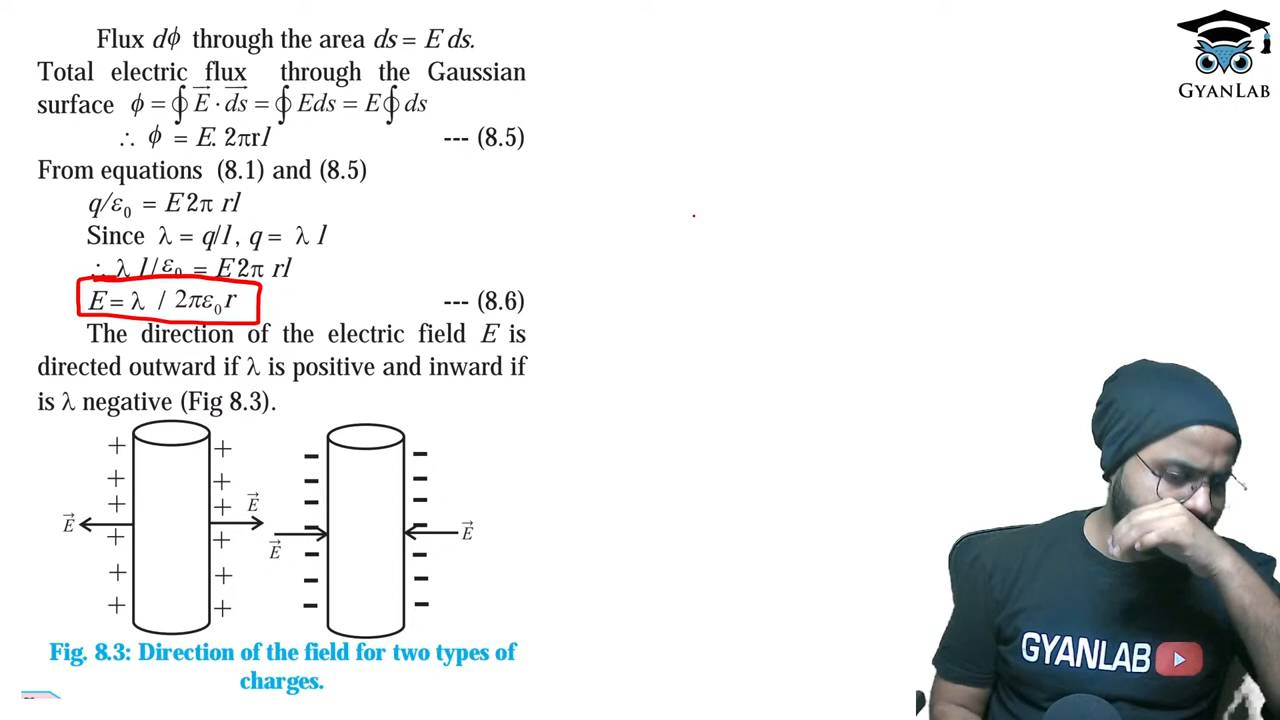 Flux dϕ through the area ds = E ds.
Total electric flux through the Gaussian
surface ϕ = ∮ E⃗ · d⃗s = ∮ Eds = E∮ ds
∴ ϕ = E. 2πrl --- (8.5)
From equations (8.1) and (8.5)
q/ε₀ = E2π rl
Since λ = q/l, q = λ l
∴ λ l/ε₀ = E2π rl
E = λ / 2πε₀r --- (8.6)
The direction of the electric field E is
directed outward if λ is positive and inward if
is λ negative (Fig 8.3).
+ + − −
+ + − −
+ + E⃗ − −
E⃗ − − E⃗
+ + E⃗ − −
+ + − −
+ + − −
Fig. 8.3: Direction of the field for two types of
charges.
GYANLAB
GYANLAB